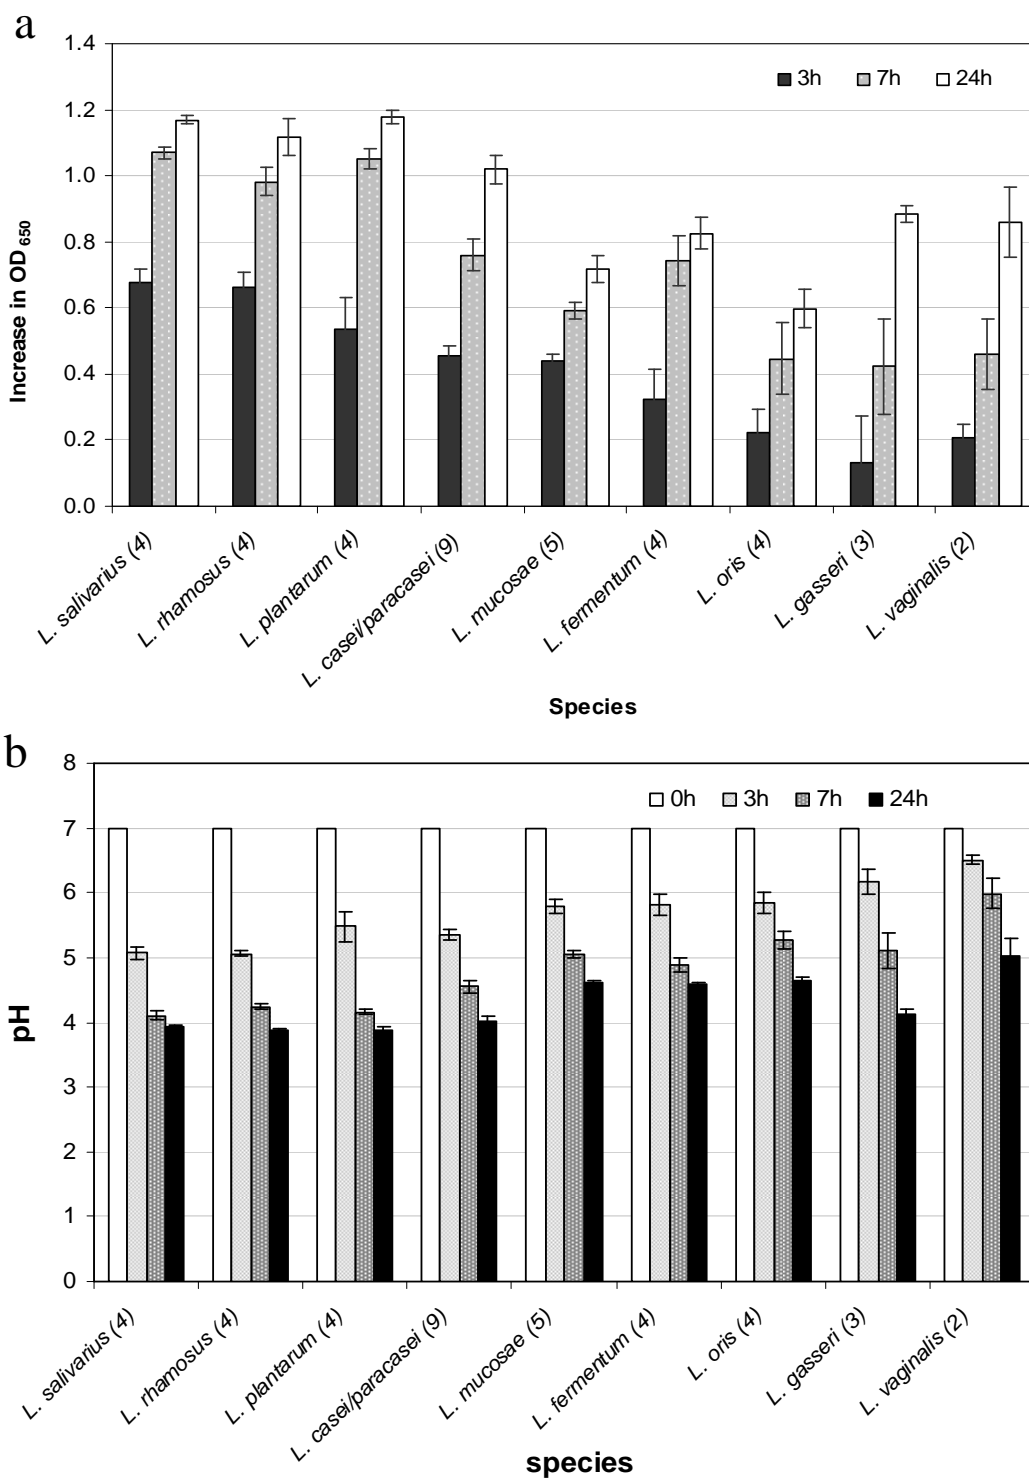 a
1.4
1.2
1.0
0.8
0.6
0.4
0.2
0.0
Increase in OD650
3h 7h 24h
L. salivarius (4)
L. rhamosus (4)
L. plantarum (4)
L. casei/paracasei (9)
L. mucosae (5)
L. fermentum (4)
L. oris (4)
L. gasseri (3)
L. vaginalis (2)
Species
b
8
7
6
5
4
3
2
1
0
pH
0h 3h 7h 24h
L. salivarius (4)
L. rhamosus (4)
L. plantarum (4)
L. casei/paracasei (9)
L. mucosae (5)
L. fermentum (4)
L. oris (4)
L. gasseri (3)
L. vaginalis (2)
species